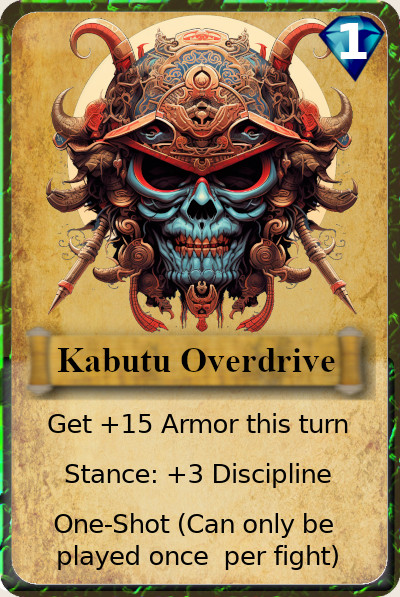 1
Kabutu Overdrive
Get +15 Armor this turn
Stance: +3 Discipline
One-Shot (Can only be
played once  per fight)